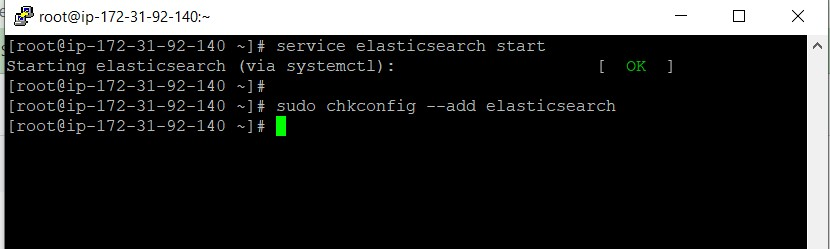 root@ip-172-31-92-140:~
[root@ip-172-31-92-140 ~]# service elasticsearch start
Starting elasticsearch (via systemctl):                    [  OK  ]
[root@ip-172-31-92-140 ~]#
[root@ip-172-31-92-140 ~]# sudo chkconfig --add elasticsearch
[root@ip-172-31-92-140 ~]#